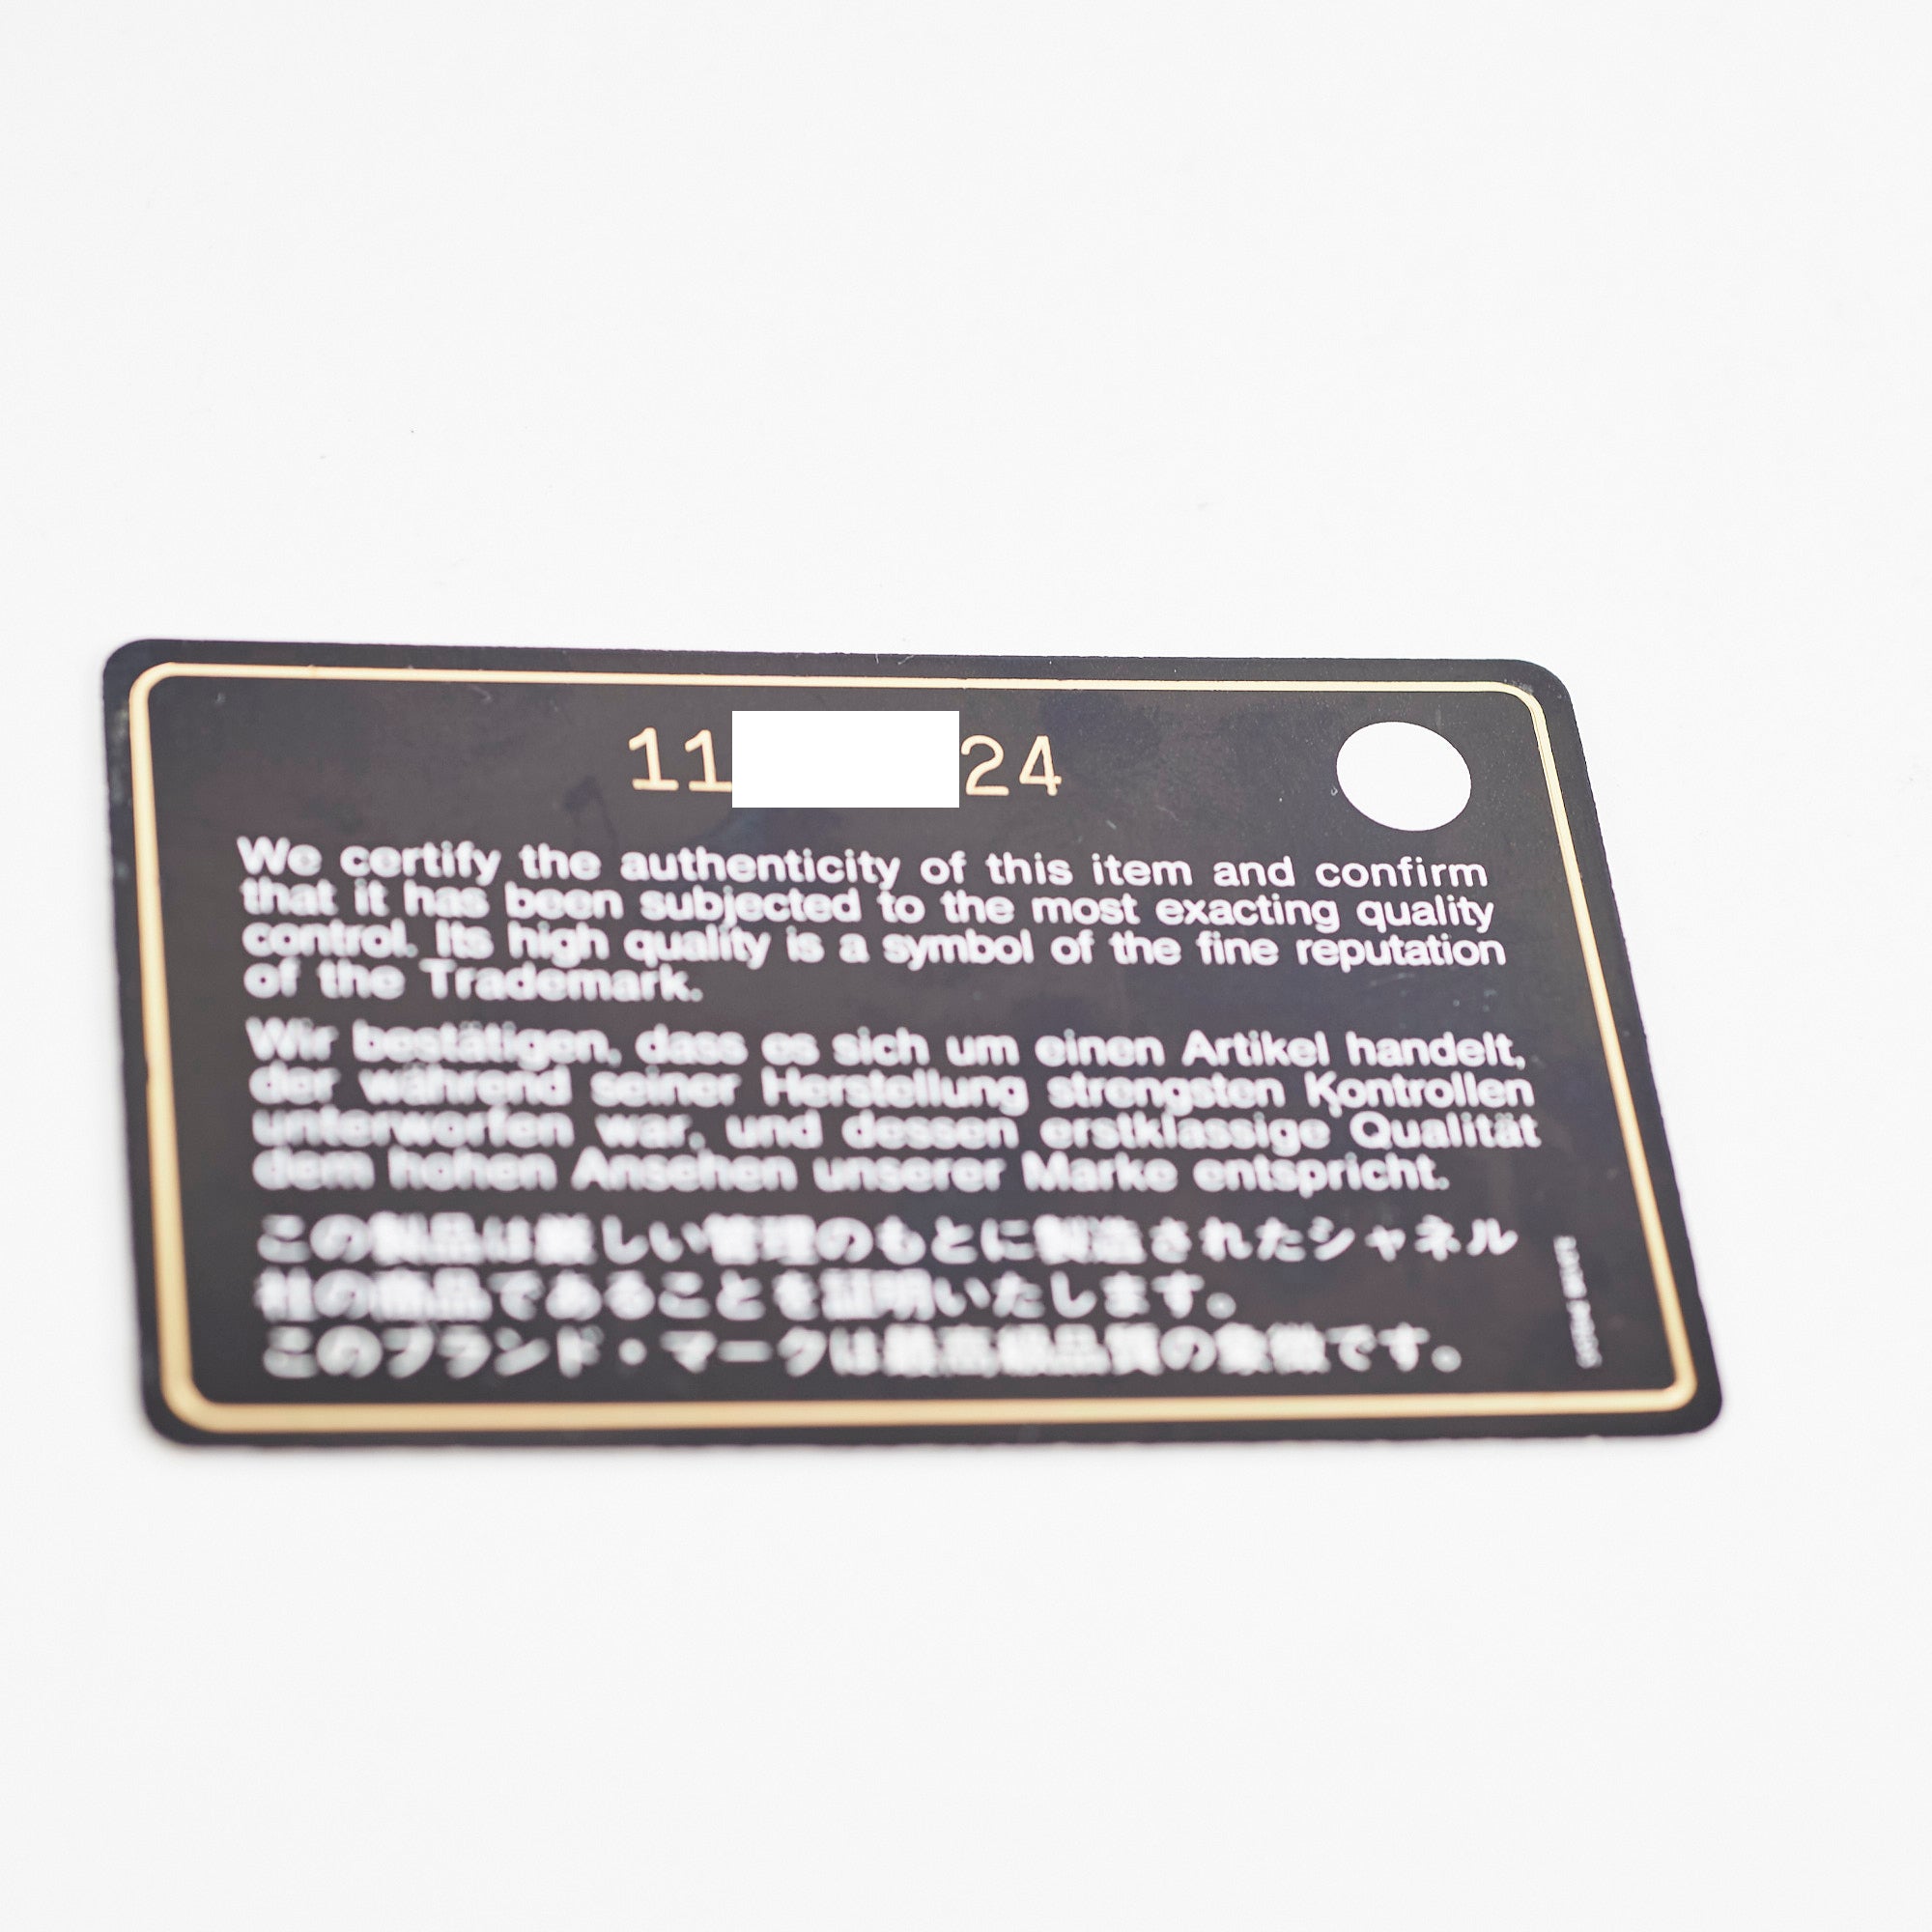 11 24
We certify the authenticity of this item and confirm
that it has been subjected to the most exacting quality
control. Its high quality is a symbol of the fine reputation
of the Trademark.
Wir bestätigen, dass es sich um einen Artikel handelt,
der während seiner Herstellung strengsten Kontrollen
unterworfen war, und dessen erstklassige Qualität
dem hohen Ansehen unserer Marke entspricht.
この製品は厳しい管理のもとに製造されたシャネル
社の商品であることを証明いたします。
このブランド・マークは最高級品質の象徴です。